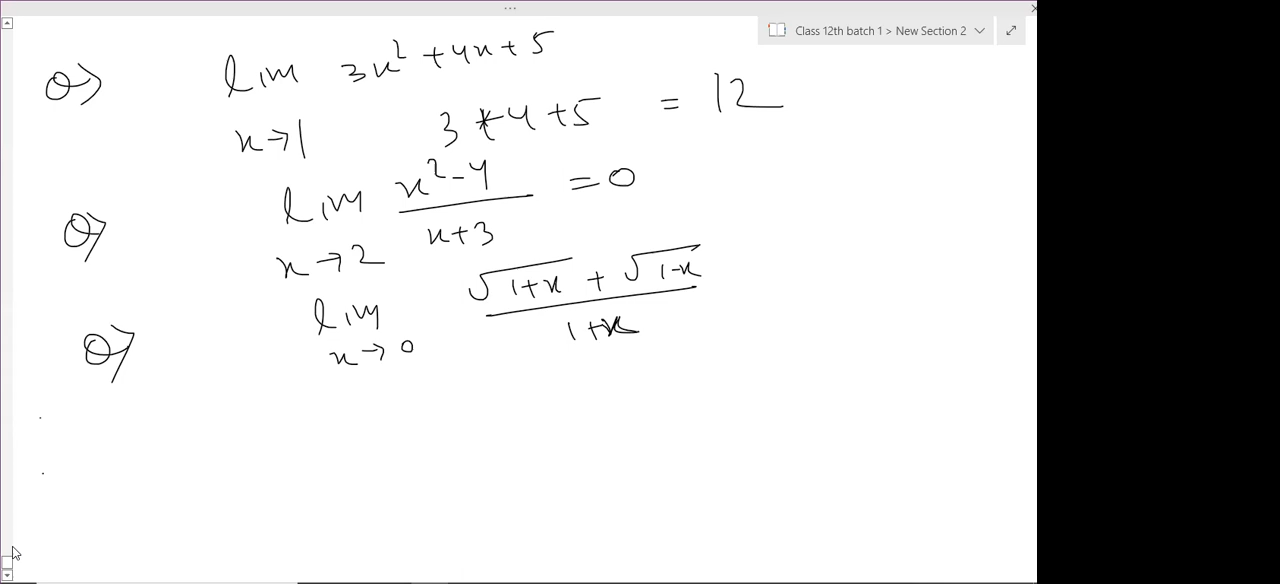 Class 12th batch 1 > New Section 2
Q) lim 3x² + 4x + 5
x → 1 3 + 4 + 5 = 12
Q) lim x² - 4 / x + 3 = 0
x → 2
Q) lim √1+x + √1-x / 1+x
x → 0